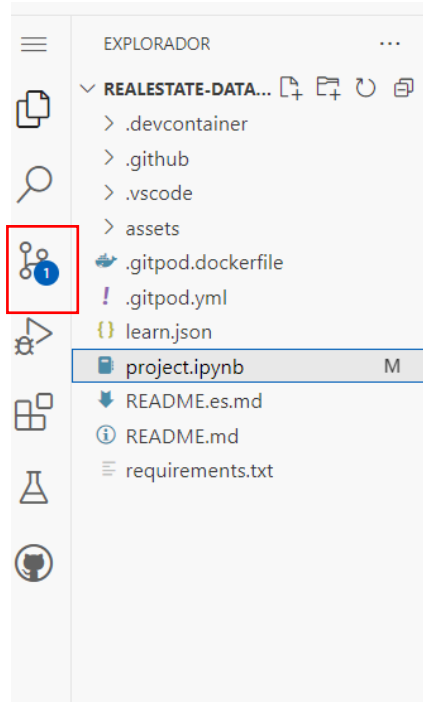 EXPLORADOR
REALESTATE-DATA...
.devcontainer
.github
.vscode
assets
.gitpod.dockerfile
1
! .gitpod.yml
{} learn.json
project.ipynb M
README.es.md
README.md
requirements.txt